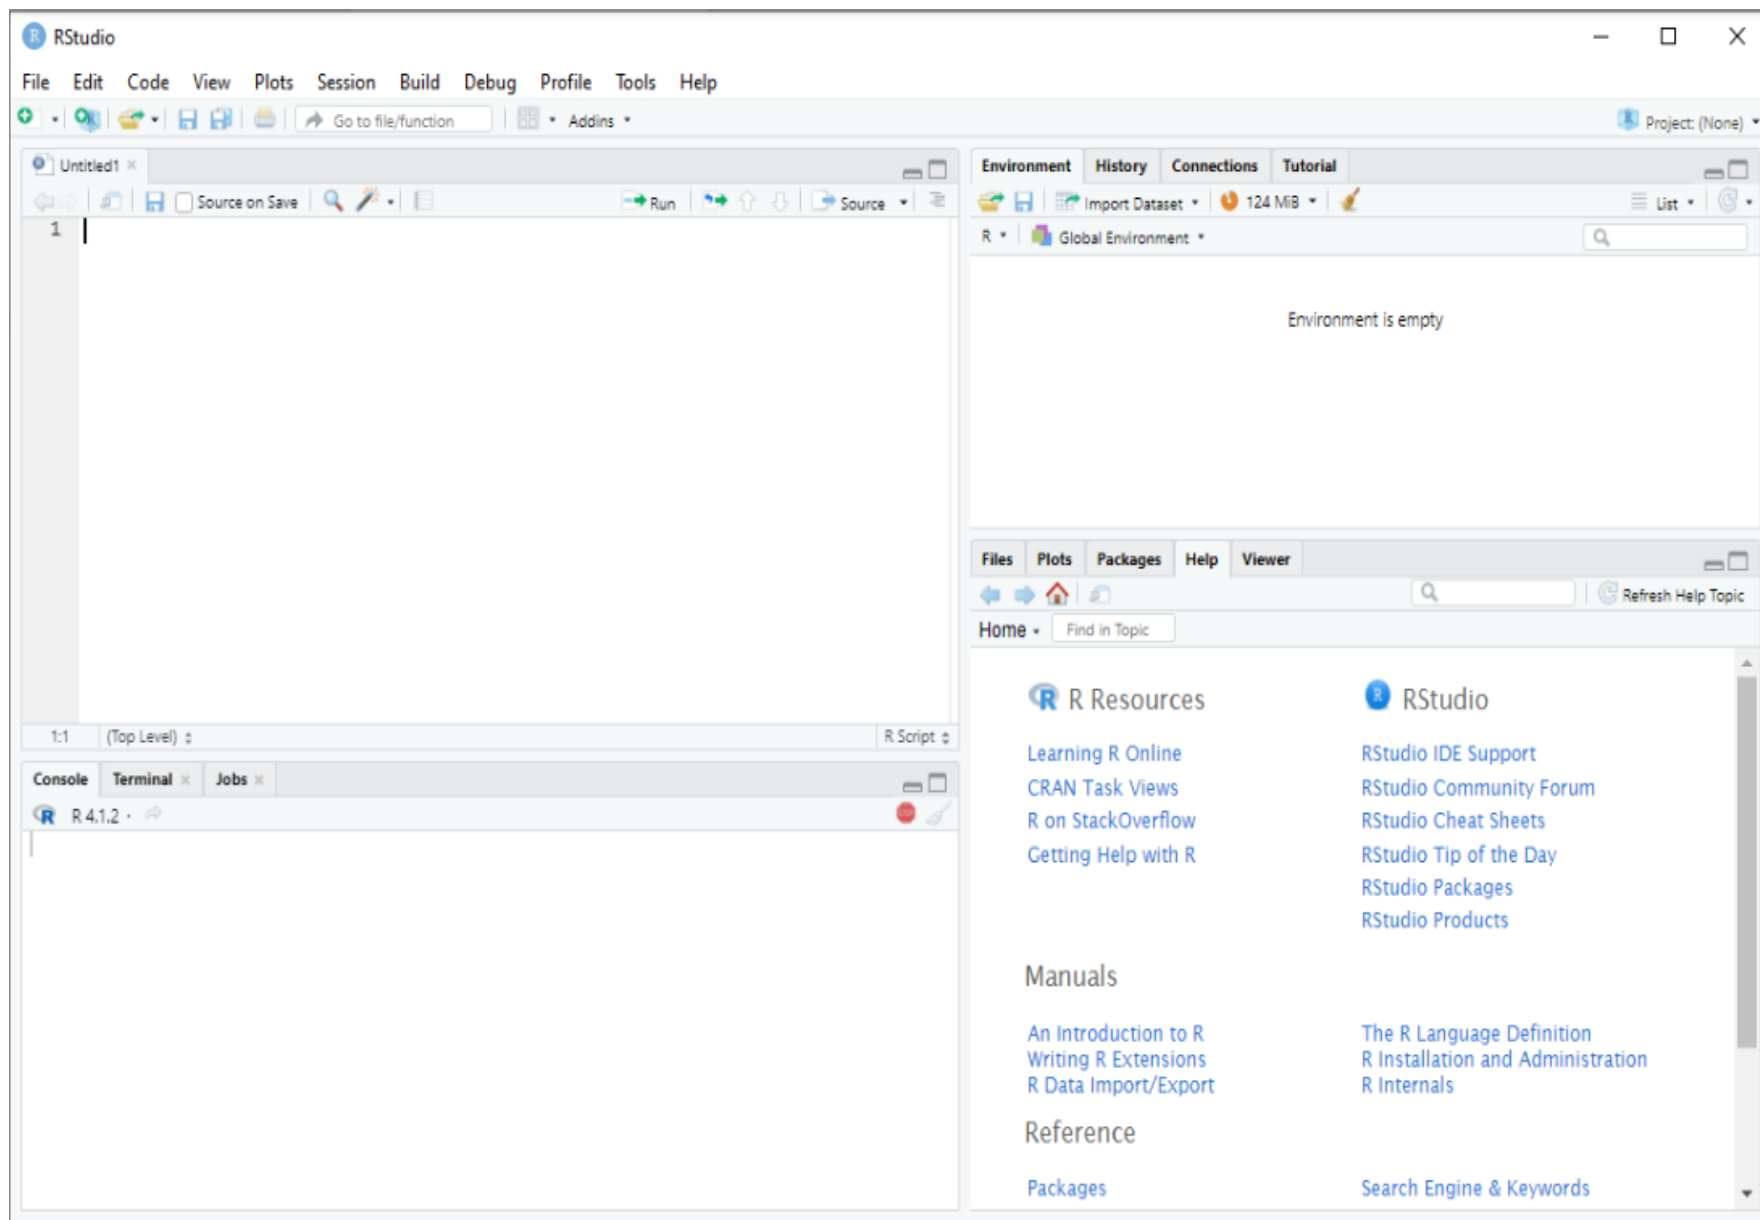 RStudio
File Edit Code View Plots Session Build Debug Profile Tools Help
Go to file/function Addins Project: (None)
Untitled1
Source on Save Run Source
1
1:1 (Top Level) R Script
Console Terminal Jobs
R 4.1.2 ·
Environment History Connections Tutorial
Import Dataset 124 MiB List
R Global Environment
Environment is empty
Files Plots Packages Help Viewer
Refresh Help Topic
Home Find in Topic
R Resources
Learning R Online
CRAN Task Views
R on StackOverflow
Getting Help with R
RStudio
RStudio IDE Support
RStudio Community Forum
RStudio Cheat Sheets
RStudio Tip of the Day
RStudio Packages
RStudio Products
Manuals
An Introduction to R
Writing R Extensions
R Data Import/Export
The R Language Definition
R Installation and Administration
R Internals
Reference
Packages
Search Engine & Keywords